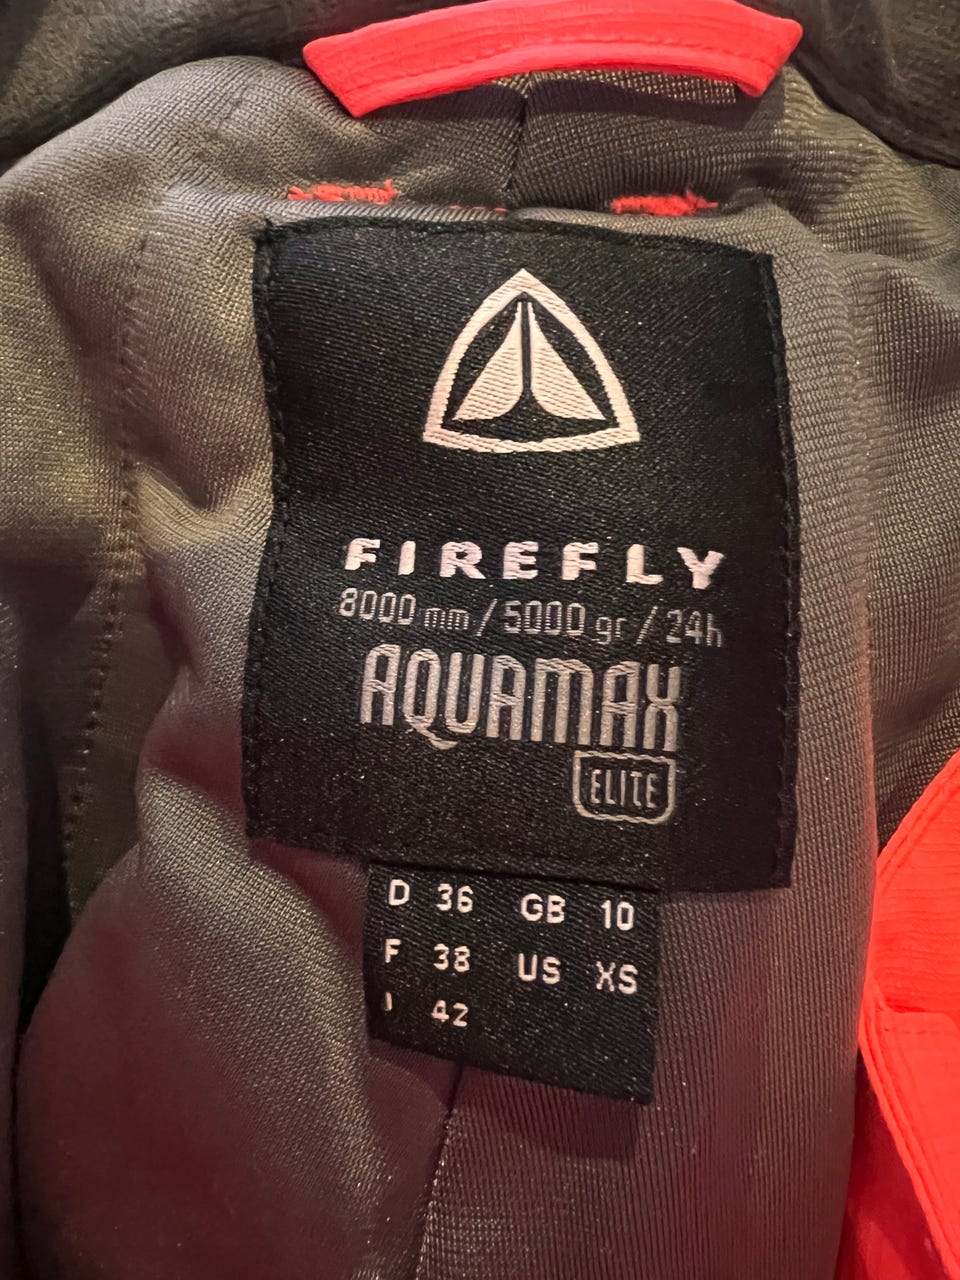 FIREFLY
8000 mm / 5000 gr / 24h
AQUAMAX
ELITE
D 36 GB 10
F 38 US XS
I 42